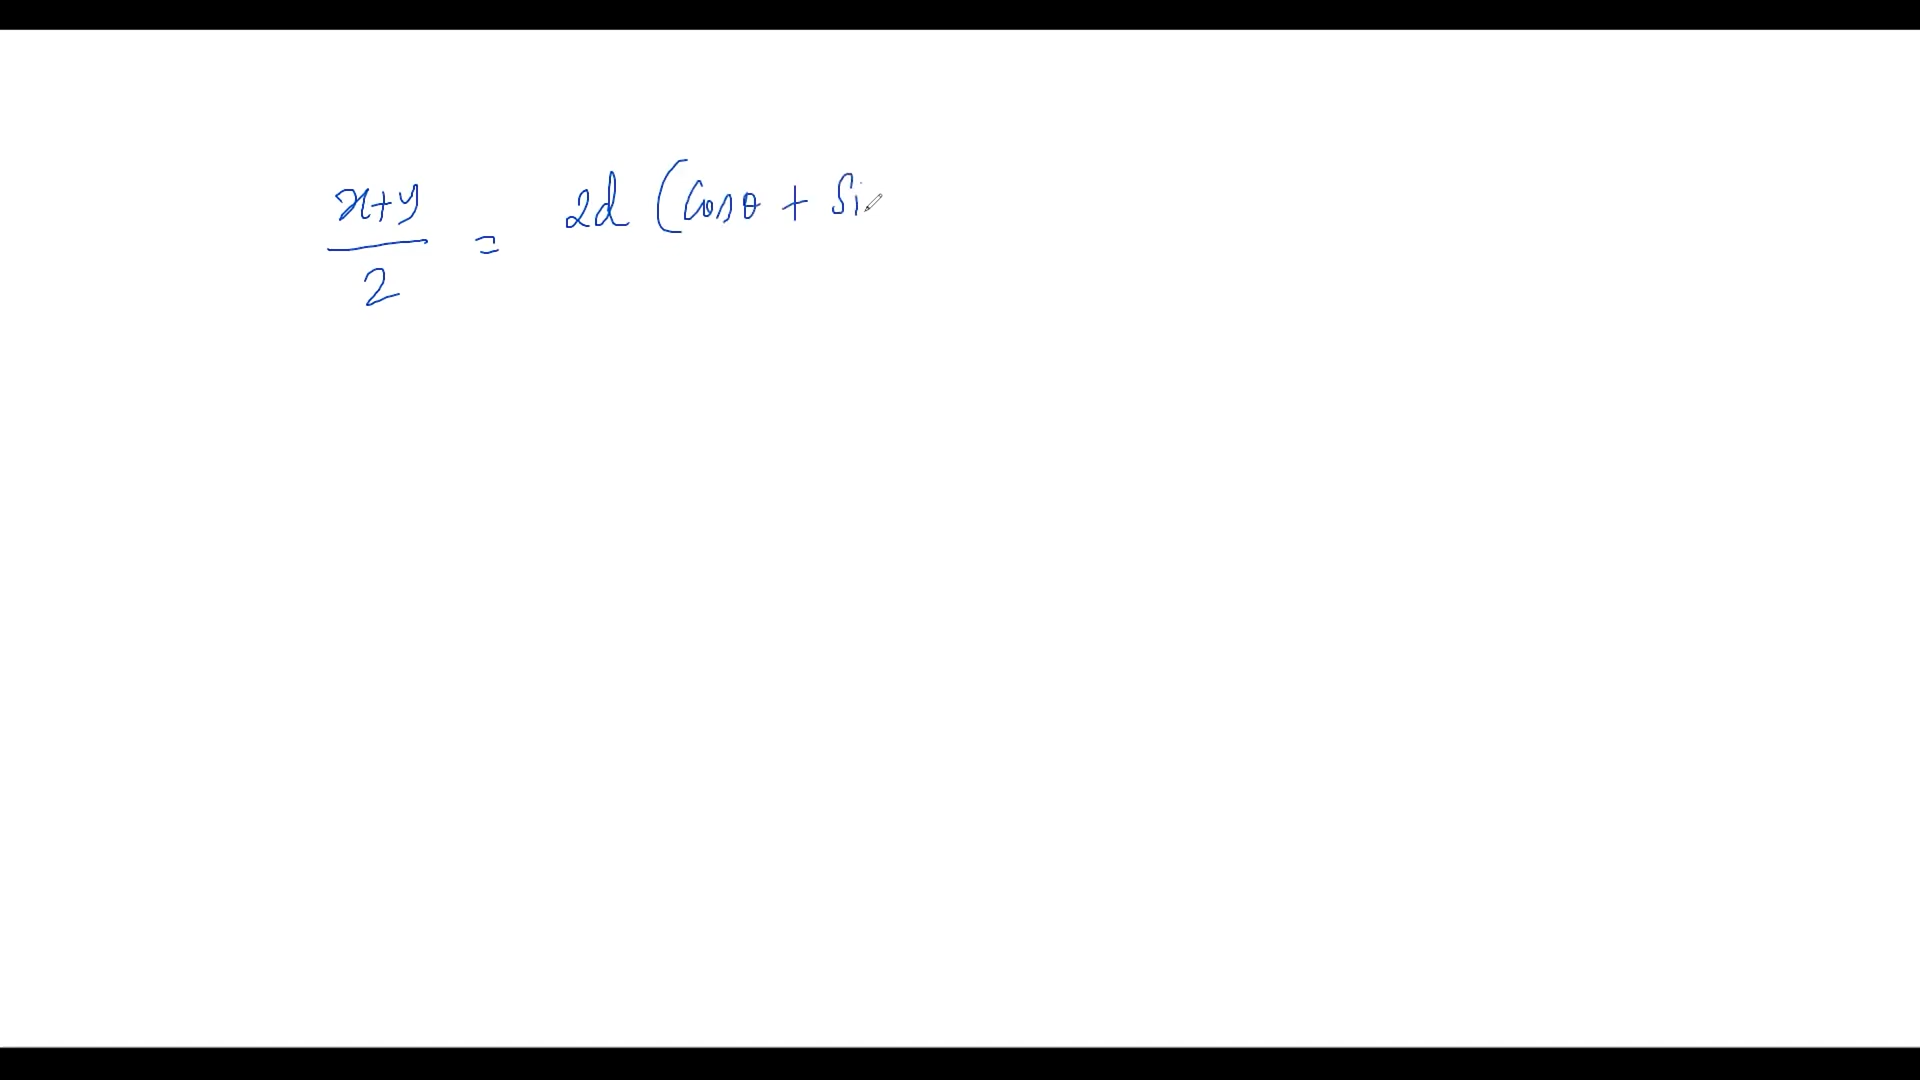 x+y/2 = 2d (Cosθ + Si